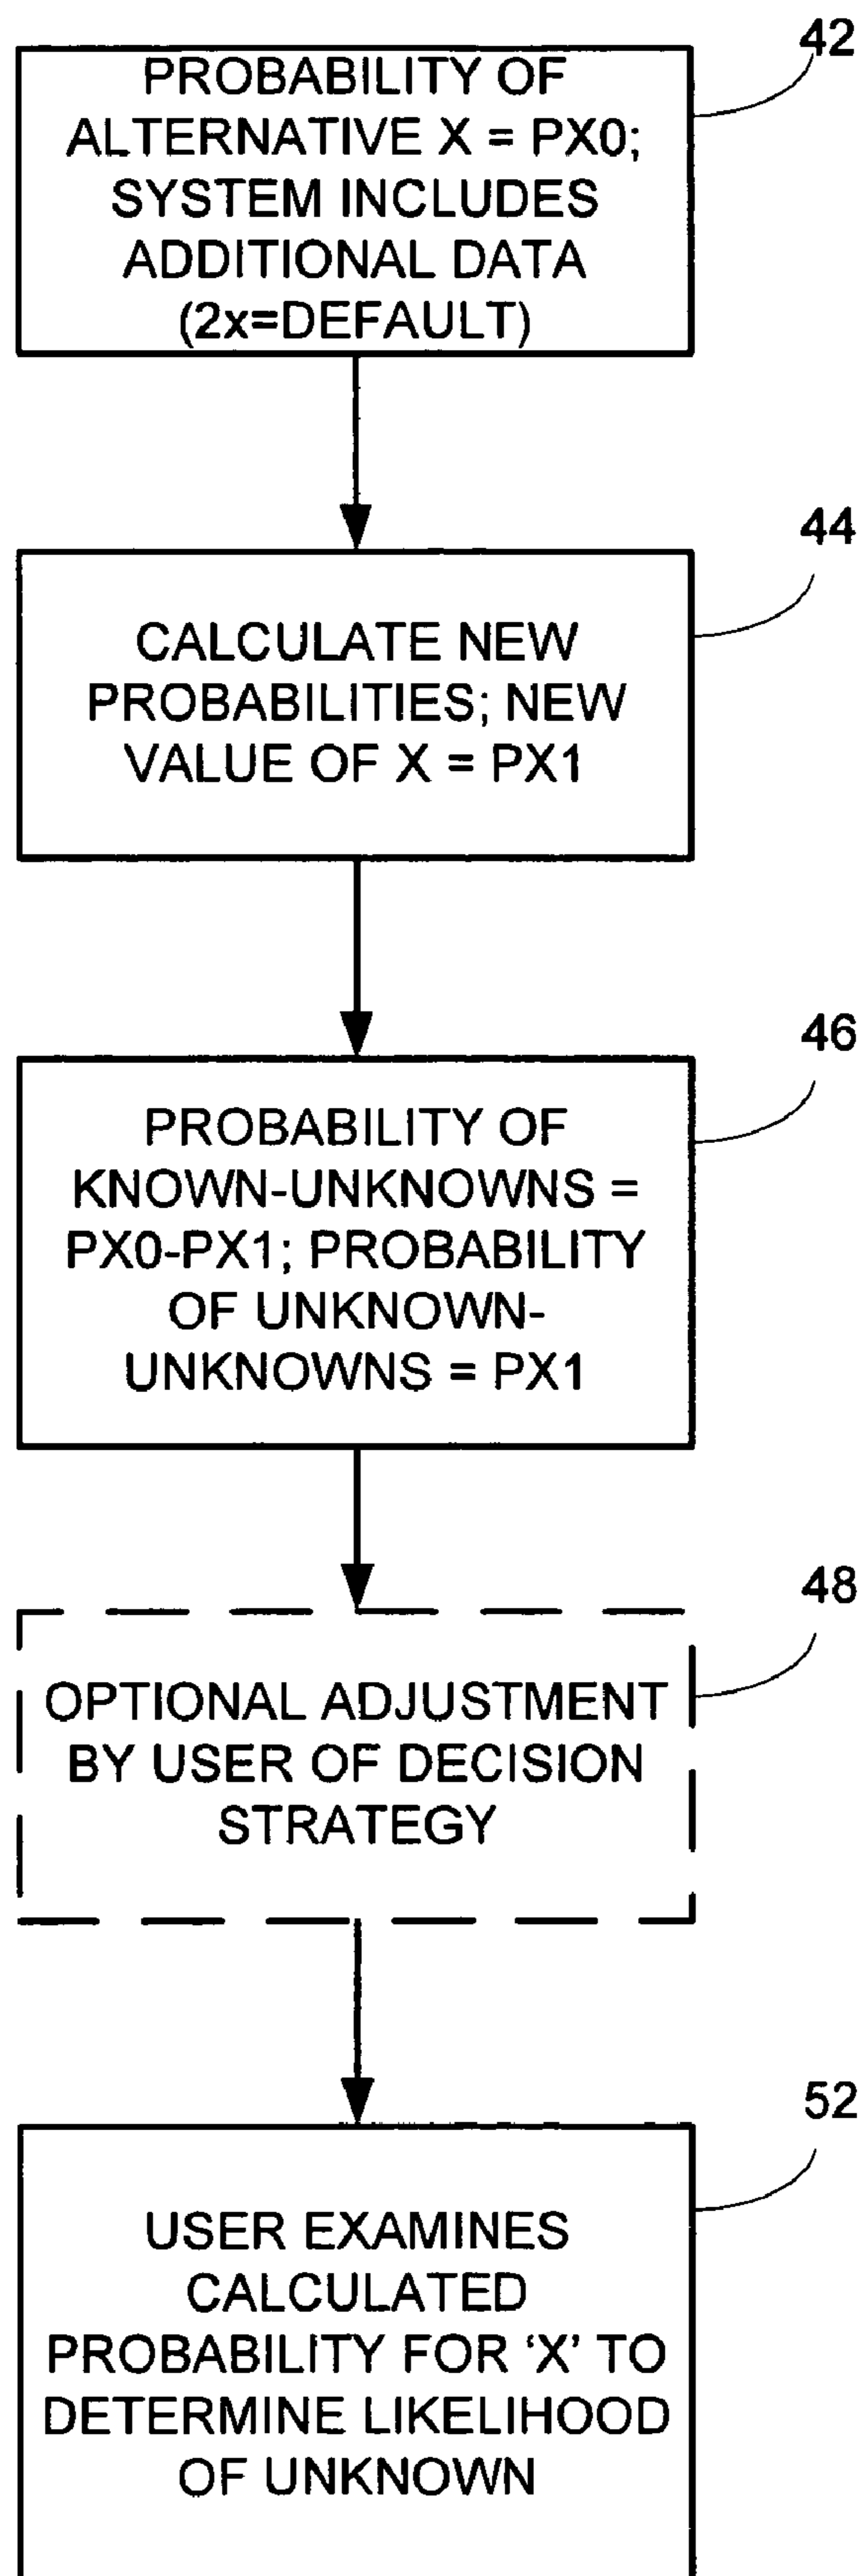 42
PROBABILITY OF
ALTERNATIVE X = PX0;
SYSTEM INCLUDES
ADDITIONAL DATA
(2x=DEFAULT)
44
CALCULATE NEW
PROBABILITIES; NEW
VALUE OF X = PX1
46
PROBABILITY OF
KNOWN-UNKNOWNS =
PX0-PX1; PROBABILITY
OF UNKNOWN-
UNKNOWNS = PX1
48
OPTIONAL ADJUSTMENT
BY USER OF DECISION
STRATEGY
52
USER EXAMINES
CALCULATED
PROBABILITY FOR ‘X’ TO
DETERMINE LIKELIHOOD
OF UNKNOWN